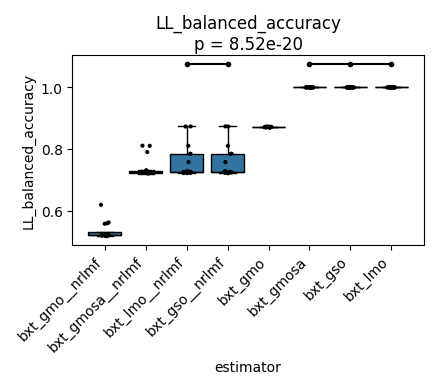 LL_balanced_accuracy
p = 8.52e-20
LL_balanced_accuracy
1.0
0.8
0.6
bxt_gmo__nrlmf
bxt_gmosa__nrlmf
bxt_lmo__nrlmf
bxt_gso__nrlmf
bxt_gmo
bxt_gmosa
bxt_gso
bxt_lmo
estimator